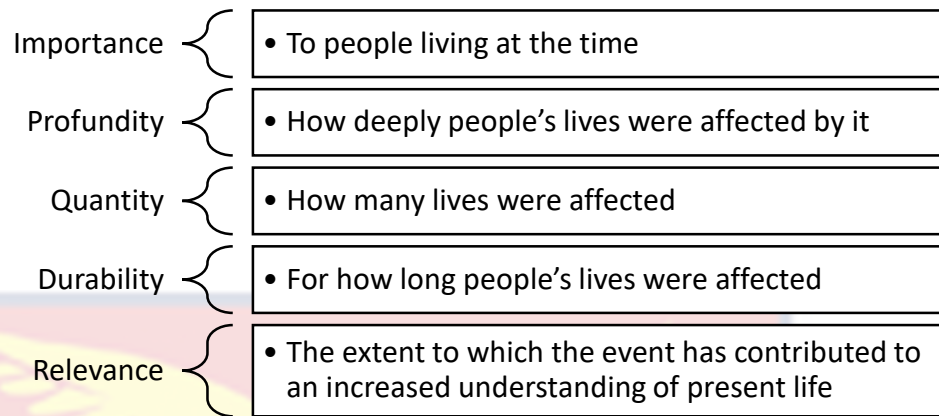 Importance
• To people living at the time
Profundity
• How deeply people's lives were affected by it
Quantity
• How many lives were affected
Durability
• For how long people's lives were affected
Relevance
• The extent to which the event has contributed to
an increased understanding of present life